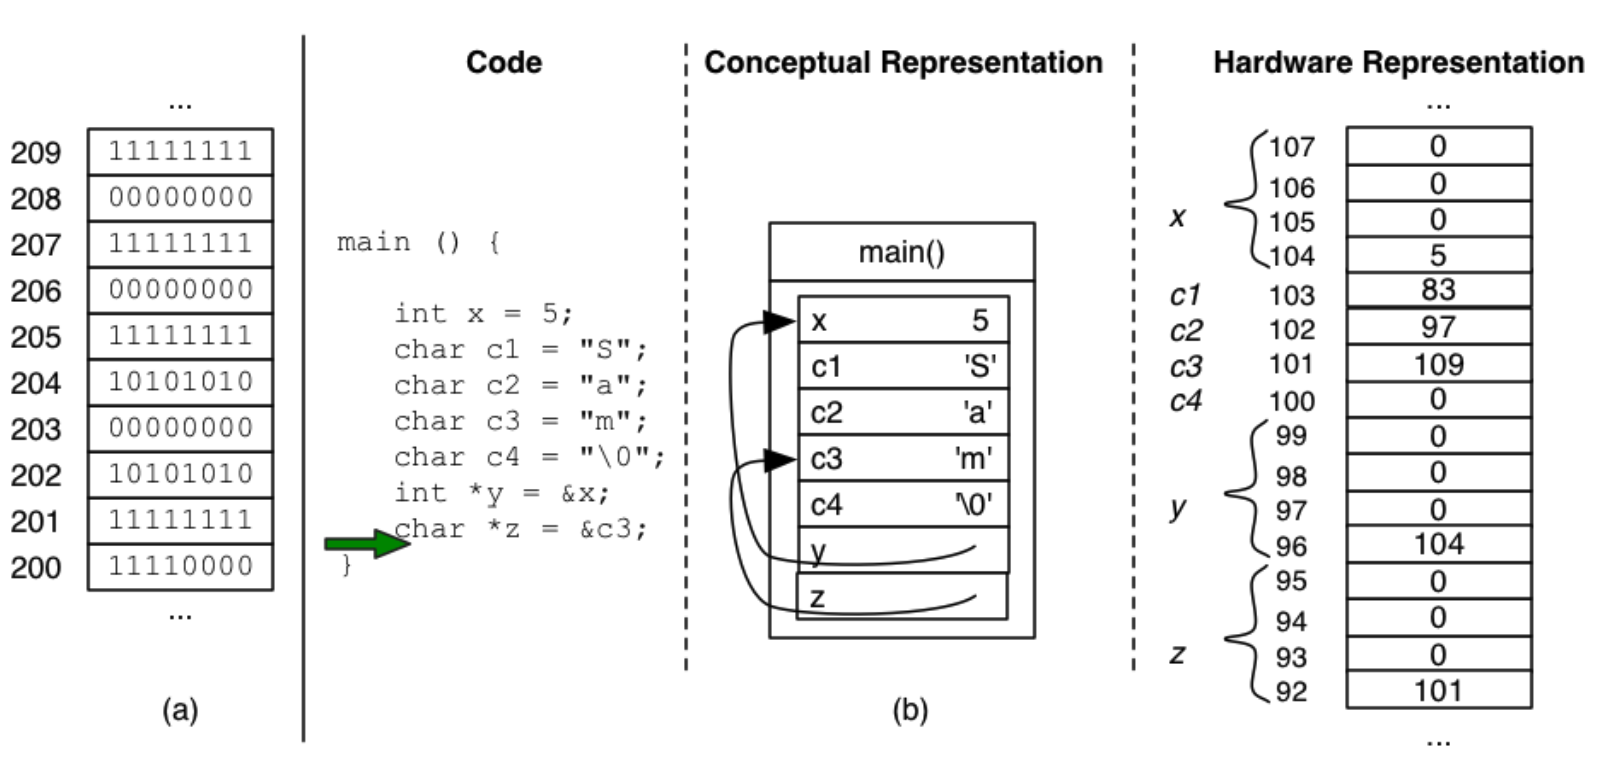 ...
209 11111111
208 00000000
207 11111111
206 00000000
205 11111111
204 10101010
203 00000000
202 10101010
201 11111111
200 11110000
...
(a)
Code
main () {
int x = 5;
char c1 = "S";
char c2 = "a";
char c3 = "m";
char c4 = "\0";
int *y = &x;
char *z = &c3;
}
Conceptual Representation
main()
x 5
c1 'S'
c2 'a'
c3 'm'
c4 '\0'
y
z
(b)
Hardware Representation
...
x
107 0
106 0
105 0
104 5
c1 103 83
c2 102 97
c3 101 109
c4 100 0
y
99 0
98 0
97 0
96 104
z
95 0
94 0
93 0
92 101
...